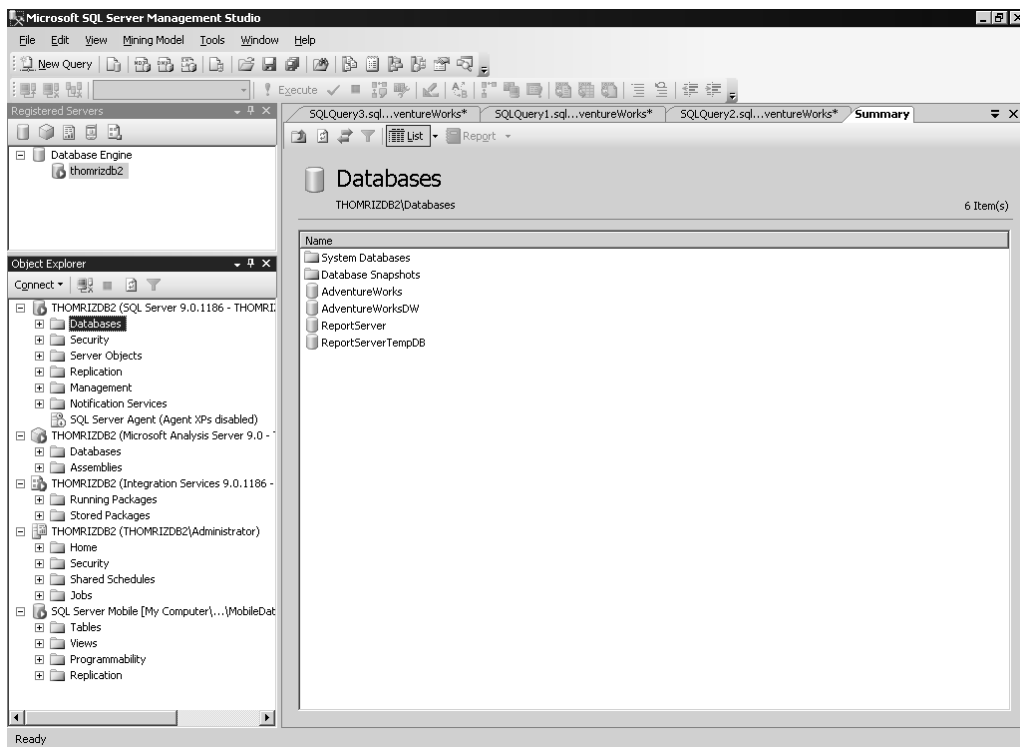 Microsoft SQL Server Management Studio
File Edit View Mining Model Tools Window Help
New Query
Execute
Registered Servers
Database Engine
thomrizdb2
Object Explorer
Connect
THOMRIZDB2 (SQL Server 9.0.1186 - THOMRIZ
Databases
Security
Server Objects
Replication
Management
Notification Services
SQL Server Agent (Agent XPs disabled)
THOMRIZDB2 (Microsoft Analysis Server 9.0 -
Databases
Assemblies
THOMRIZDB2 (Integration Services 9.0.1186 -
Running Packages
Stored Packages
THOMRIZDB2 (THOMRIZDB2\Administrator)
Home
Security
Shared Schedules
Jobs
SQL Server Mobile [My Computer\...\MobileDat
Tables
Views
Programmability
Replication
SQLQuery3.sql...ventureWorks* SQLQuery1.sql...ventureWorks* SQLQuery2.sql...ventureWorks* Summary
List Report
Databases
THOMRIZDB2\Databases 6 Item(s)
Name
System Databases
Database Snapshots
AdventureWorks
AdventureWorksDW
ReportServer
ReportServerTempDB
Ready